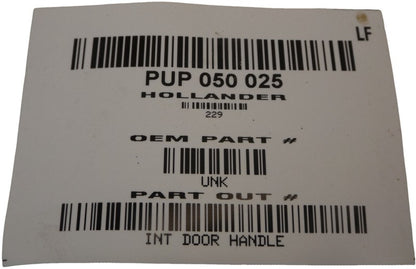 LF
PUP 050 025
HOLLANDER
229
OEM PART #
UNK
PART OUT #
INT DOOR HANDLE